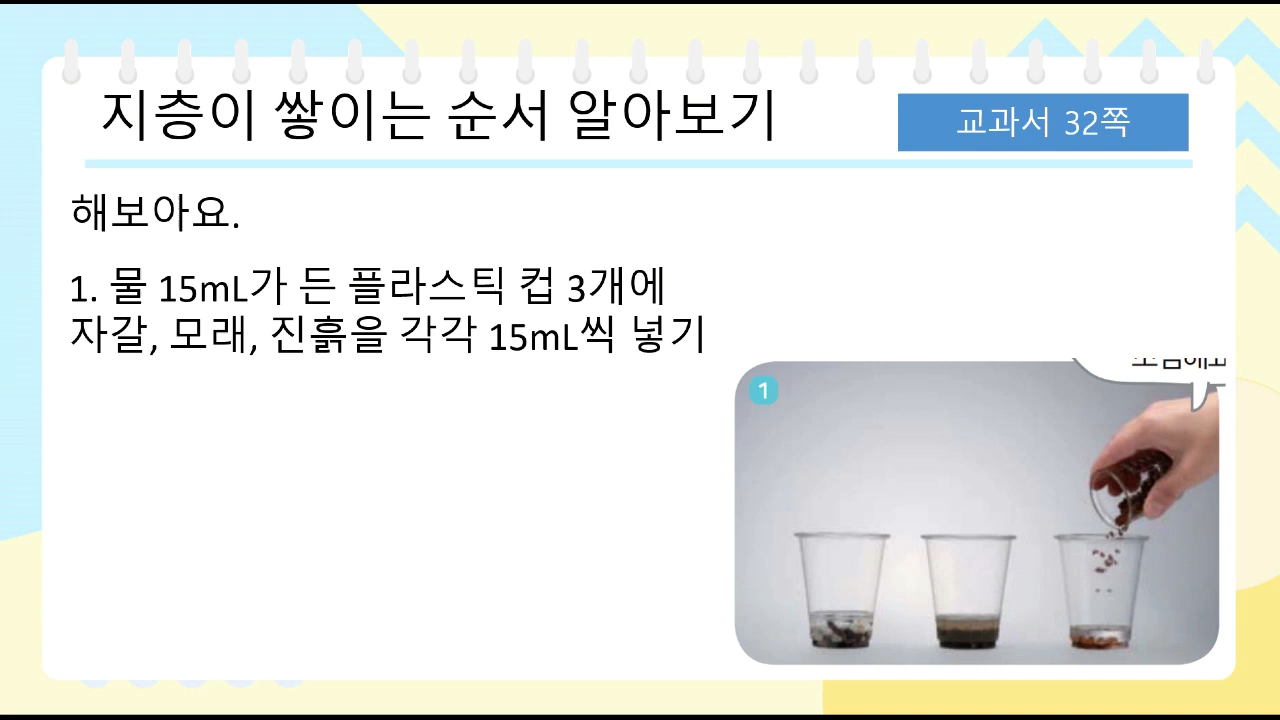 지층이 쌓이는 순서 알아보기
교과서 32쪽
해보아요.
1. 물 15mL가 든 플라스틱 컵 3개에
자갈, 모래, 진흙을 각각 15mL씩 넣기
1